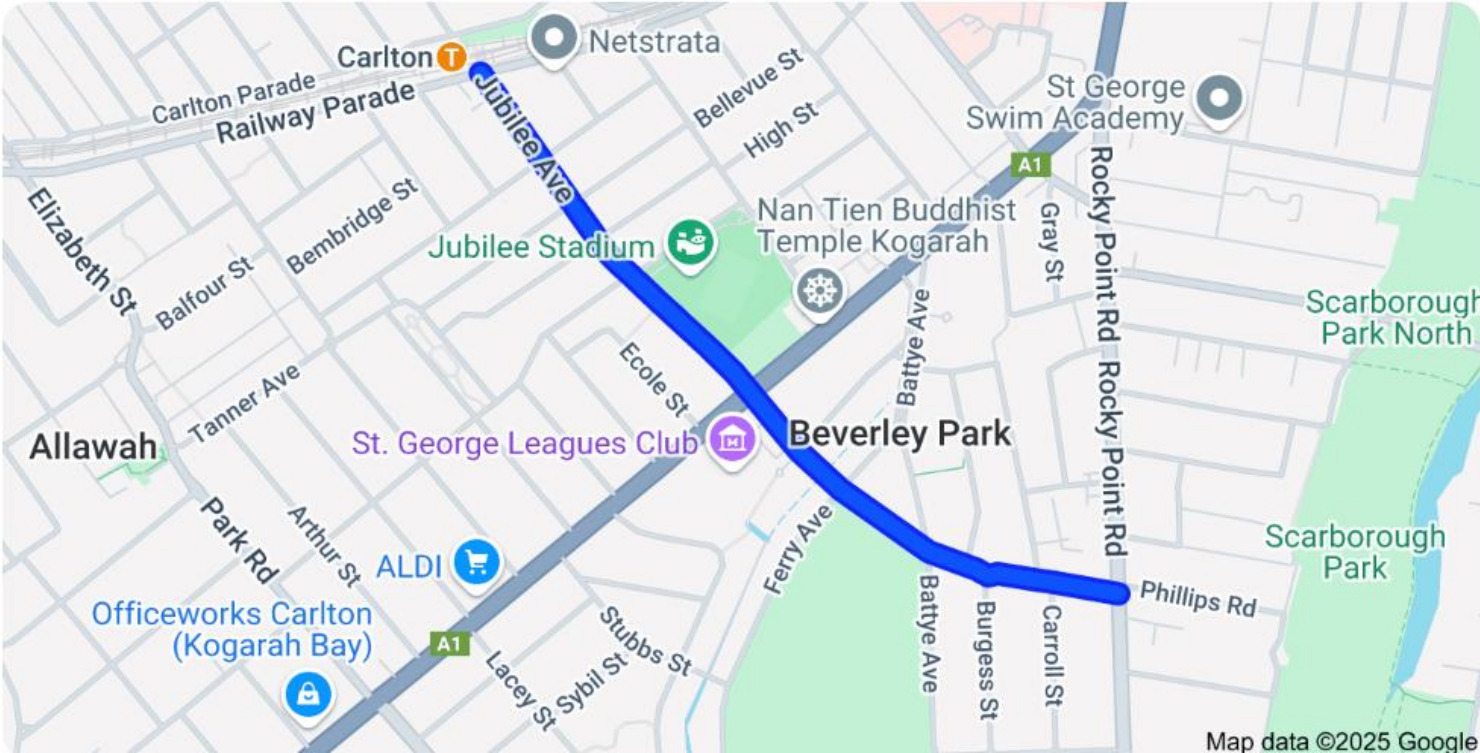 Carlton
T
Netstrata
Carlton Parade
Railway Parade
Jubilee Ave
Bellevue St
High St
St George
Swim Academy
A1
Elizabeth St
Bembridge St
Balfour St
Jubilee Stadium
Nan Tien Buddhist
Temple Kogarah
Gray St
Rocky Point Rd
Rocky Point Rd
Scarborough
Park North
Battye Ave
Ecole St
Tanner Ave
Allawah
St. George Leagues Club
Beverley Park
Park Rd
Arthur St
ALDI
Ferry Ave
Scarborough
Park
Phillips Rd
Battye Ave
Burgess St
Carroll St
Officeworks Carlton
(Kogarah Bay)
A1
Stubbs St
Lacey St
Sybil St
Map data ©2025 Google